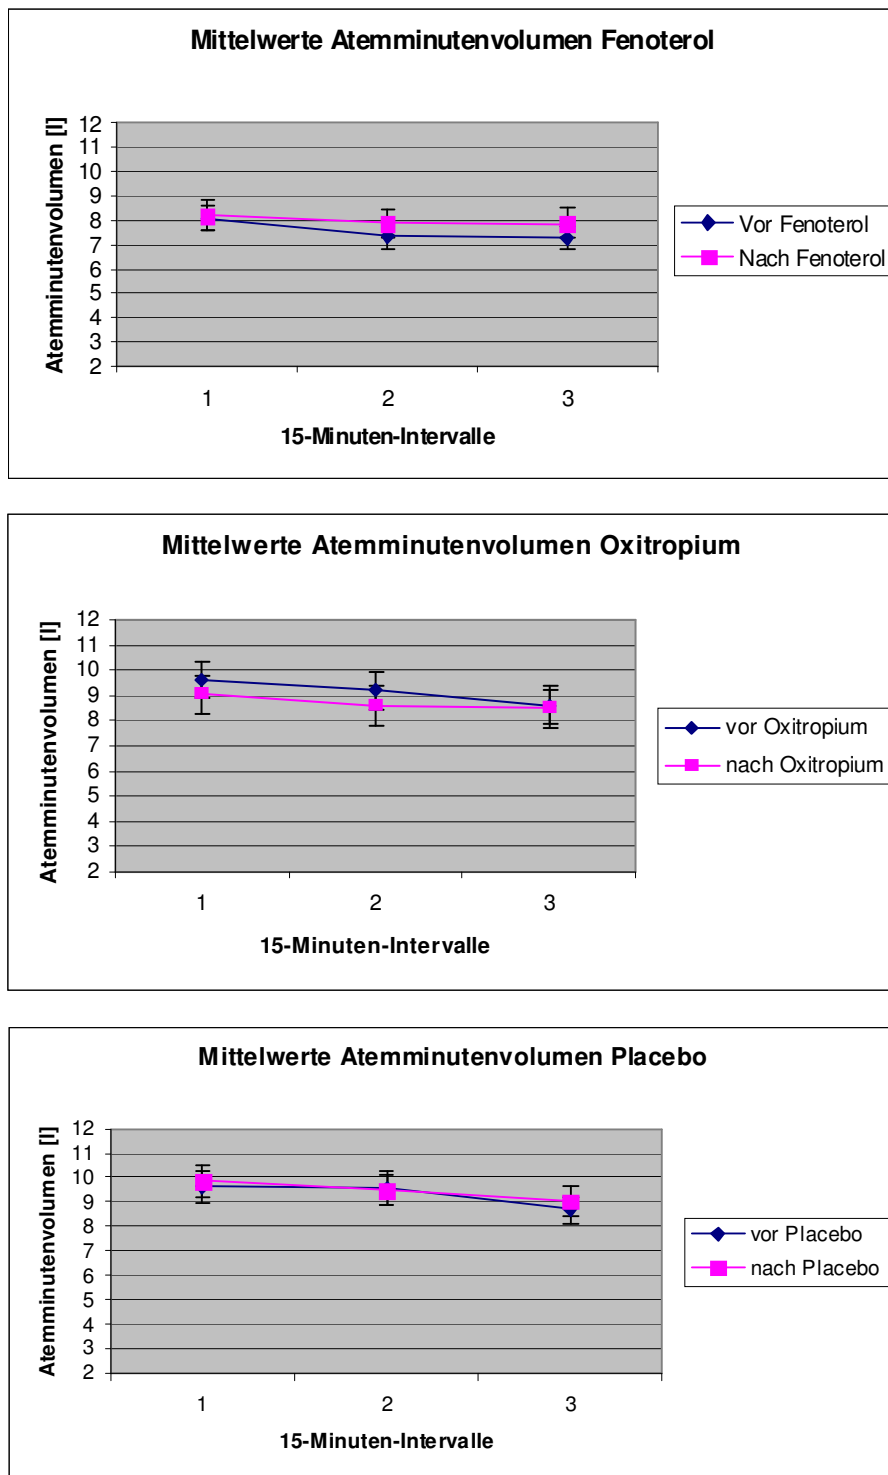 Mittelwerte Atemminutenvolumen Fenoterol
Atemminutenvolumen [l]
12
11
10
9
8
7
6
5
4
3
2
1 2 3
15-Minuten-Intervalle
Vor Fenoterol
Nach Fenoterol
Mittelwerte Atemminutenvolumen Oxitropium
Atemminutenvolumen [l]
12
11
10
9
8
7
6
5
4
3
2
1 2 3
15-Minuten-Intervalle
vor Oxitropium
nach Oxitropium
Mittelwerte Atemminutenvolumen Placebo
Atemminutenvolumen [l]
12
11
10
9
8
7
6
5
4
3
2
1 2 3
15-Minuten-Intervalle
vor Placebo
nach Placebo